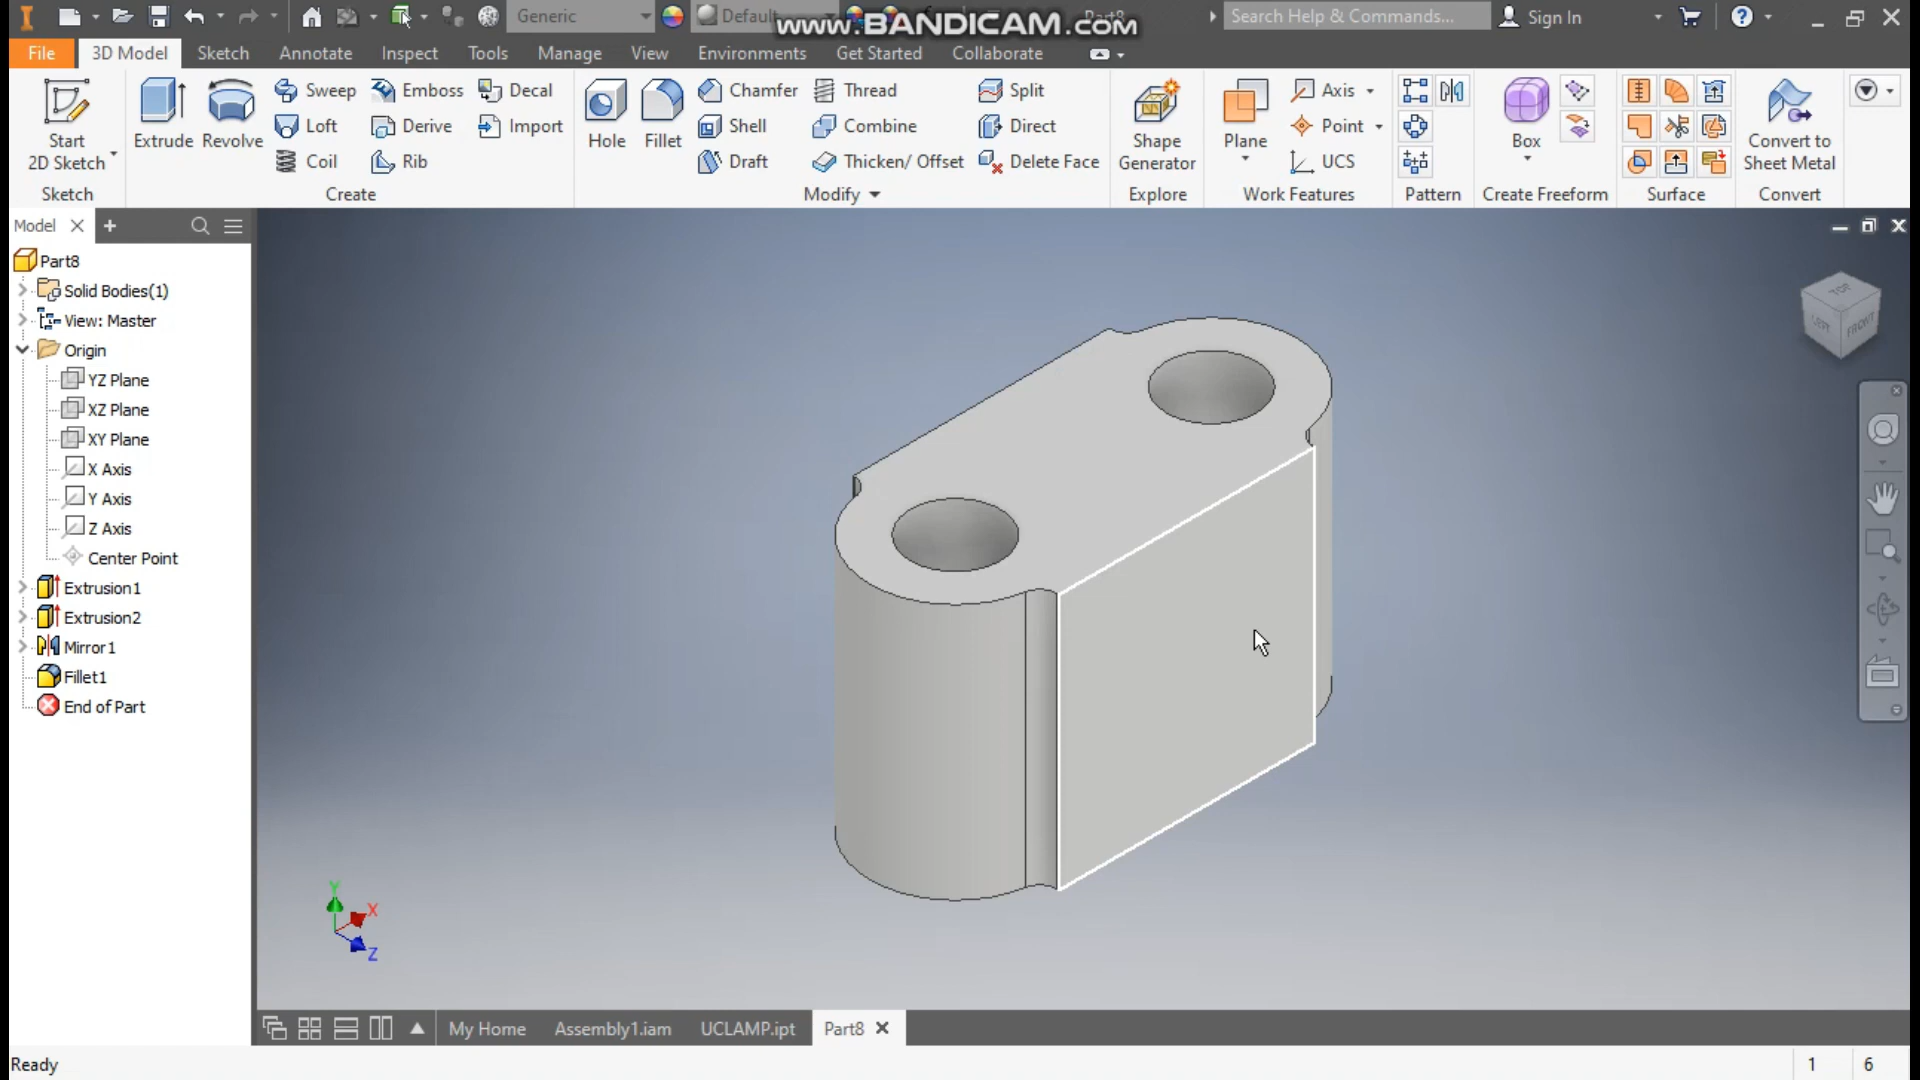 Generic
Default
www.BANDICAM.com
Part8
Search Help & Commands...
Sign In
File
3D Model
Sketch
Annotate
Inspect
Tools
Manage
View
Environments
Get Started
Collaborate
Start
2D Sketch
Sketch
Extrude
Revolve
Sweep
Loft
Coil
Emboss
Derive
Rib
Decal
Import
Create
Hole
Fillet
Chamfer
Shell
Draft
Thread
Combine
Thicken/ Offset
Split
Direct
Delete Face
Modify
Shape
Generator
Explore
Plane
Axis
Point
UCS
Work Features
Pattern
Box
Create Freeform
Surface
Convert to
Sheet Metal
Convert
Model
Part8
Solid Bodies(1)
View: Master
Origin
YZ Plane
XZ Plane
XY Plane
X Axis
Y Axis
Z Axis
Center Point
Extrusion1
Extrusion2
Mirror1
Fillet1
End of Part
TOP
LEFT
FRONT
Y
X
Z
My Home
Assembly1.iam
UCLAMP.ipt
Part8
Ready
1
6